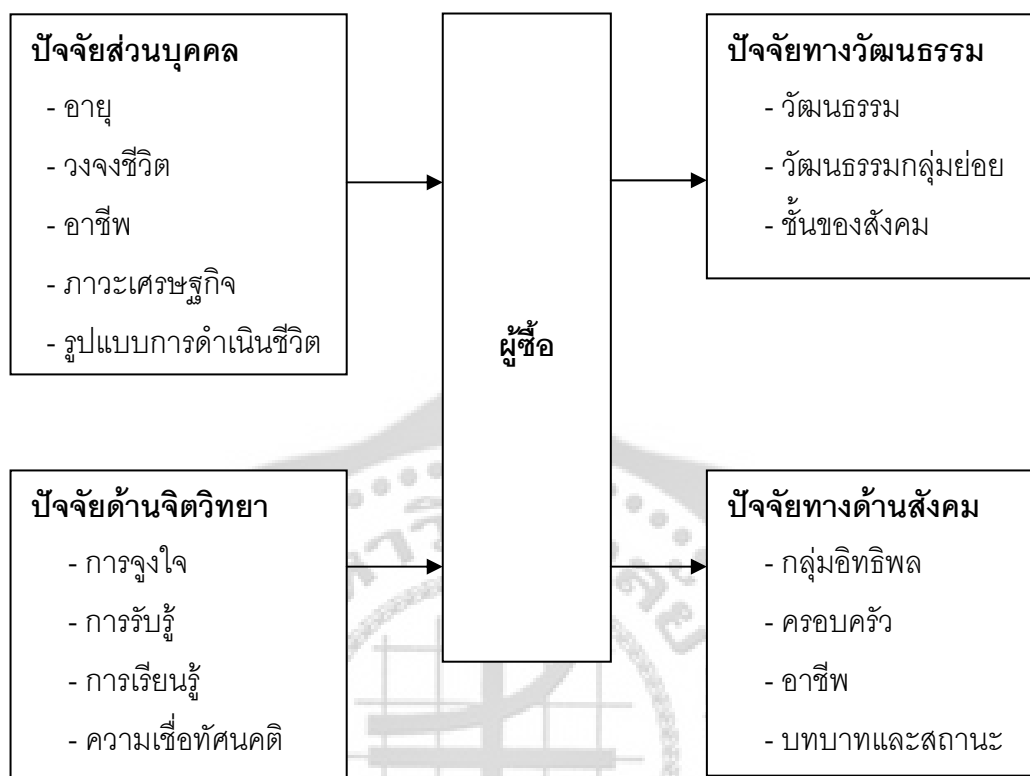 ปัจจัยส่วนบุคคล
- อายุ
- วงจงชีวิต
- อาชีพ
- ภาวะเศรษฐกิจ
- รูปแบบการดำเนินชีวิต
ปัจจัยด้านจิตวิทยา
- การจูงใจ
- การรับรู้
- การเรียนรู้
- ความเชื่อทัศนคติ
ผู้ซื้อ
ปัจจัยทางวัฒนธรรม
- วัฒนธรรม
- วัฒนธรรมกลุ่มย่อย
- ชั้นของสังคม
ปัจจัยทางด้านสังคม
- กลุ่มอิทธิพล
- ครอบครัว
- อาชีพ
- บทบาทและสถานะ